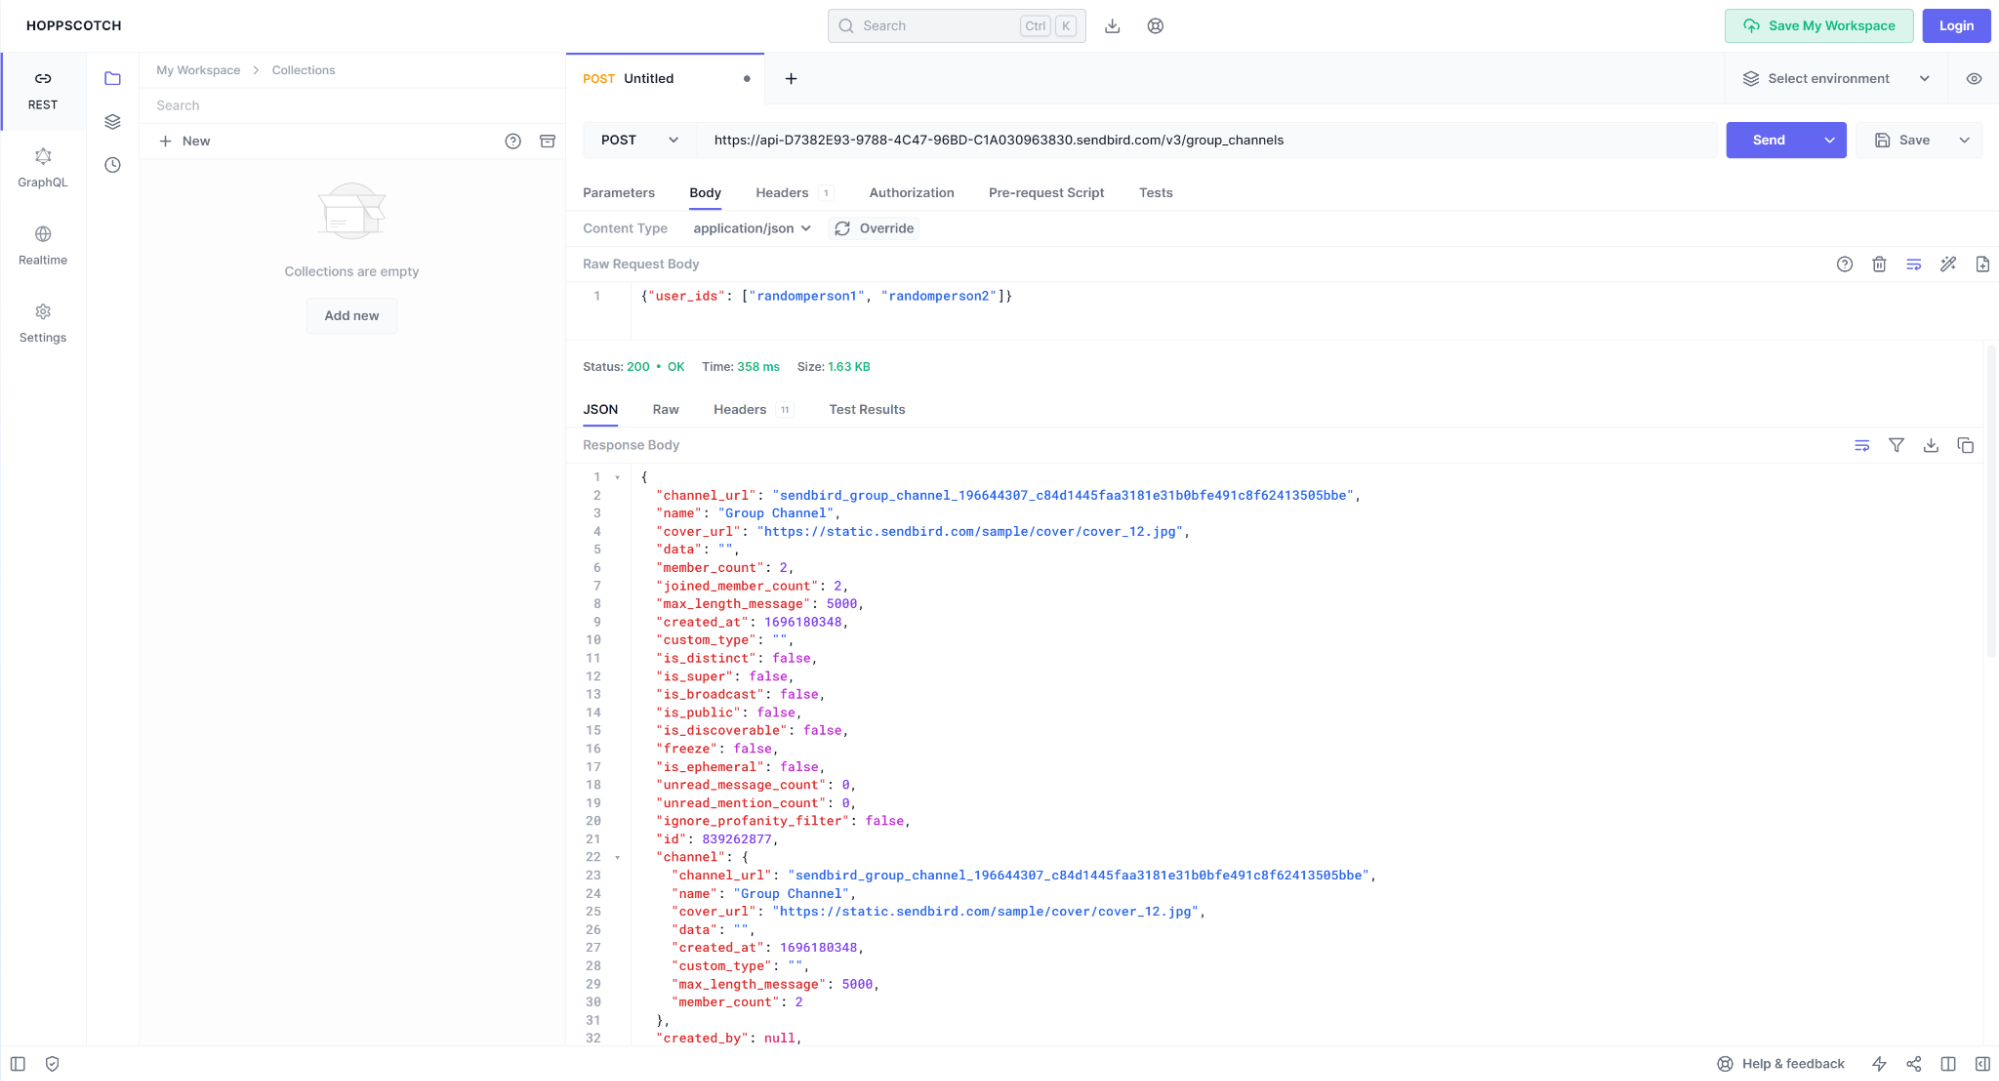 HOPPSCOTCH
Search Ctrl K
Save My Workspace
Login
REST
GraphQL
Realtime
Settings
My Workspace > Collections
Search
+ New
Collections are empty
Add new
POST Untitled • +
Select environment
POST https://api-D7382E93-9788-4C47-96BD-C1A030963830.sendbird.com/v3/group_channels
Send
Save
Parameters Body Headers 1 Authorization Pre-request Script Tests
Content Type application/json Override
Raw Request Body
1 {"user_ids": ["randomperson1", "randomperson2"]}
Status: 200 • OK Time: 358 ms Size: 1.63 KB
JSON Raw Headers 11 Test Results
Response Body
1 {
2 "channel_url": "sendbird_group_channel_196644307_c84d1445faa3181e31b0bfe491c8f62413505bbe",
3 "name": "Group Channel",
4 "cover_url": "https://static.sendbird.com/sample/cover/cover_12.jpg",
5 "data": "",
6 "member_count": 2,
7 "joined_member_count": 2,
8 "max_length_message": 5000,
9 "created_at": 1696180348,
10 "custom_type": "",
11 "is_distinct": false,
12 "is_super": false,
13 "is_broadcast": false,
14 "is_public": false,
15 "is_discoverable": false,
16 "freeze": false,
17 "is_ephemeral": false,
18 "unread_message_count": 0,
19 "unread_mention_count": 0,
20 "ignore_profanity_filter": false,
21 "id": 839262877,
22 "channel": {
23 "channel_url": "sendbird_group_channel_196644307_c84d1445faa3181e31b0bfe491c8f62413505bbe",
24 "name": "Group Channel",
25 "cover_url": "https://static.sendbird.com/sample/cover/cover_12.jpg",
26 "data": "",
27 "created_at": 1696180348,
28 "custom_type": "",
29 "max_length_message": 5000,
30 "member_count": 2
31 },
32 "created_by": null,
Help & feedback